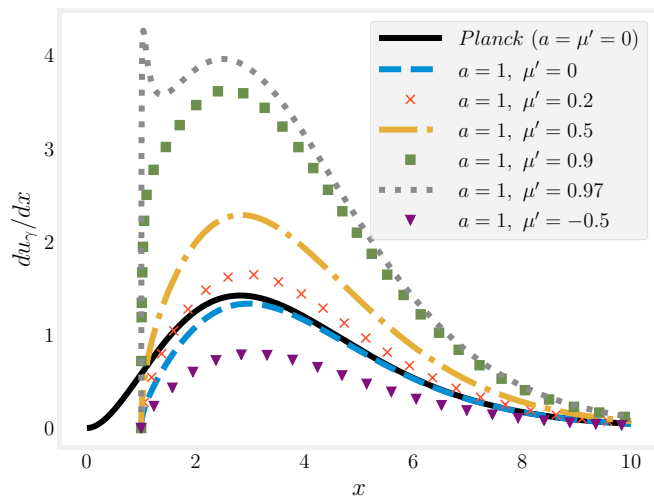 4
3
2
1
0
0
2
4
6
8
10
du_γ/dx
x
Planck (a = μ′ = 0)
a = 1, μ′ = 0
a = 1, μ′ = 0.2
a = 1, μ′ = 0.5
a = 1, μ′ = 0.9
a = 1, μ′ = 0.97
a = 1, μ′ = −0.5